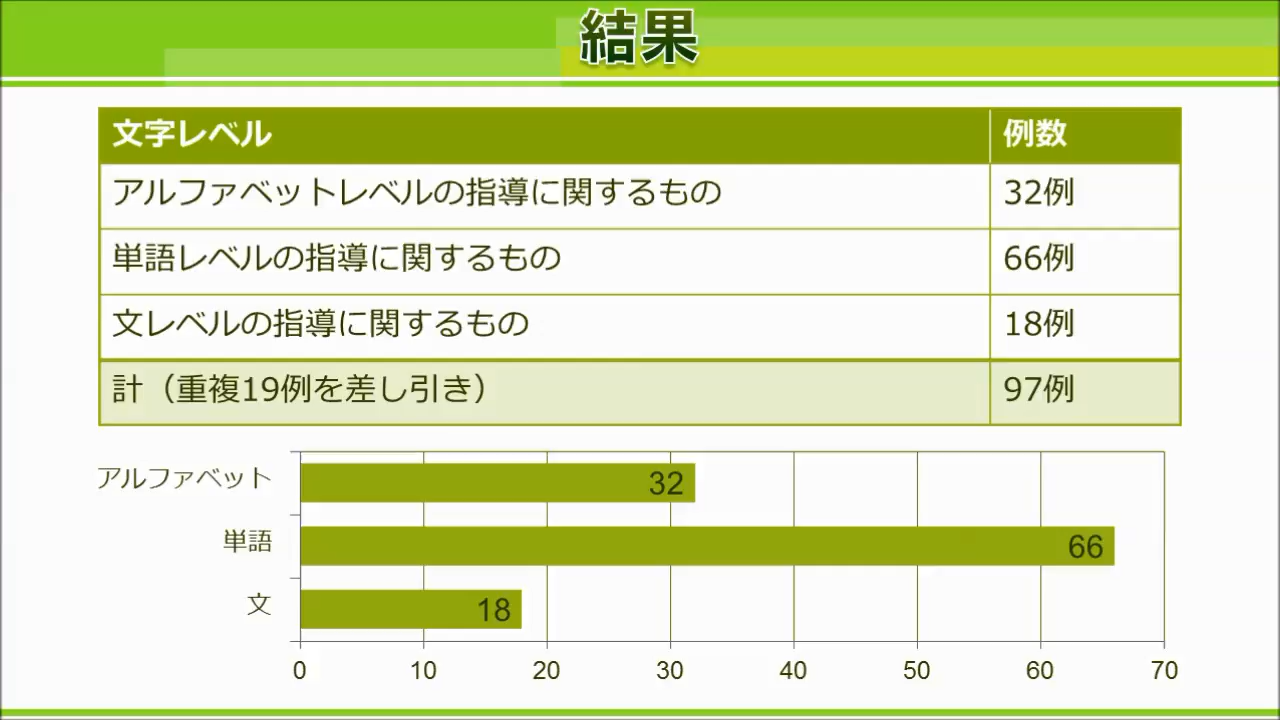 結果
文字レベル 例数
アルファベットレベルの指導に関するもの 32例
単語レベルの指導に関するもの 66例
文レベルの指導に関するもの 18例
計（重複19例を差し引き） 97例
アルファベット 32
単語 66
文 18
0 10 20 30 40 50 60 70